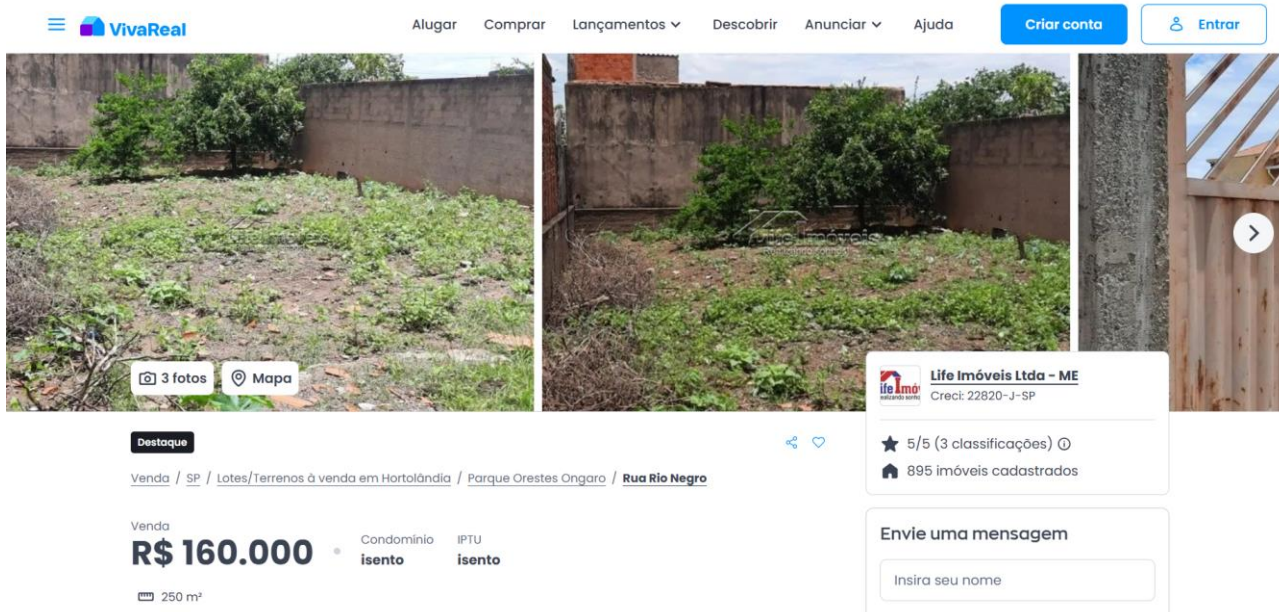 VivaReal Alugar Comprar Lançamentos Descobrir Anunciar Ajuda Criar conta Entrar
Life Imóveis
3 fotos Mapa
Life Imóveis Ltda - ME
Creci: 22820-J-SP
Destaque
5/5 (3 classificações)
895 imóveis cadastrados
Venda / SP / Lotes/Terrenos à venda em Hortolândia / Parque Orestes Ongaro / Rua Rio Negro
Envie uma mensagem
Venda
R$ 160.000
Condomínio
isento
IPTU
isento
Insira seu nome
250 m²